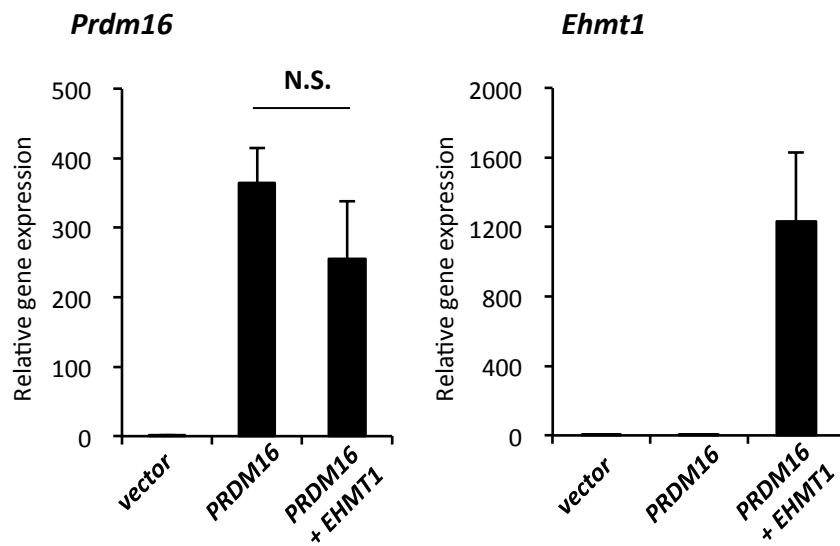 Prdm16
N.S.
Relative gene expression
500
400
300
200
100
0
vector
PRDM16
PRDM16
+ EHMT1
Ehmt1
Relative gene expression
2000
1600
1200
800
400
0
vector
PRDM16
PRDM16
+ EHMT1